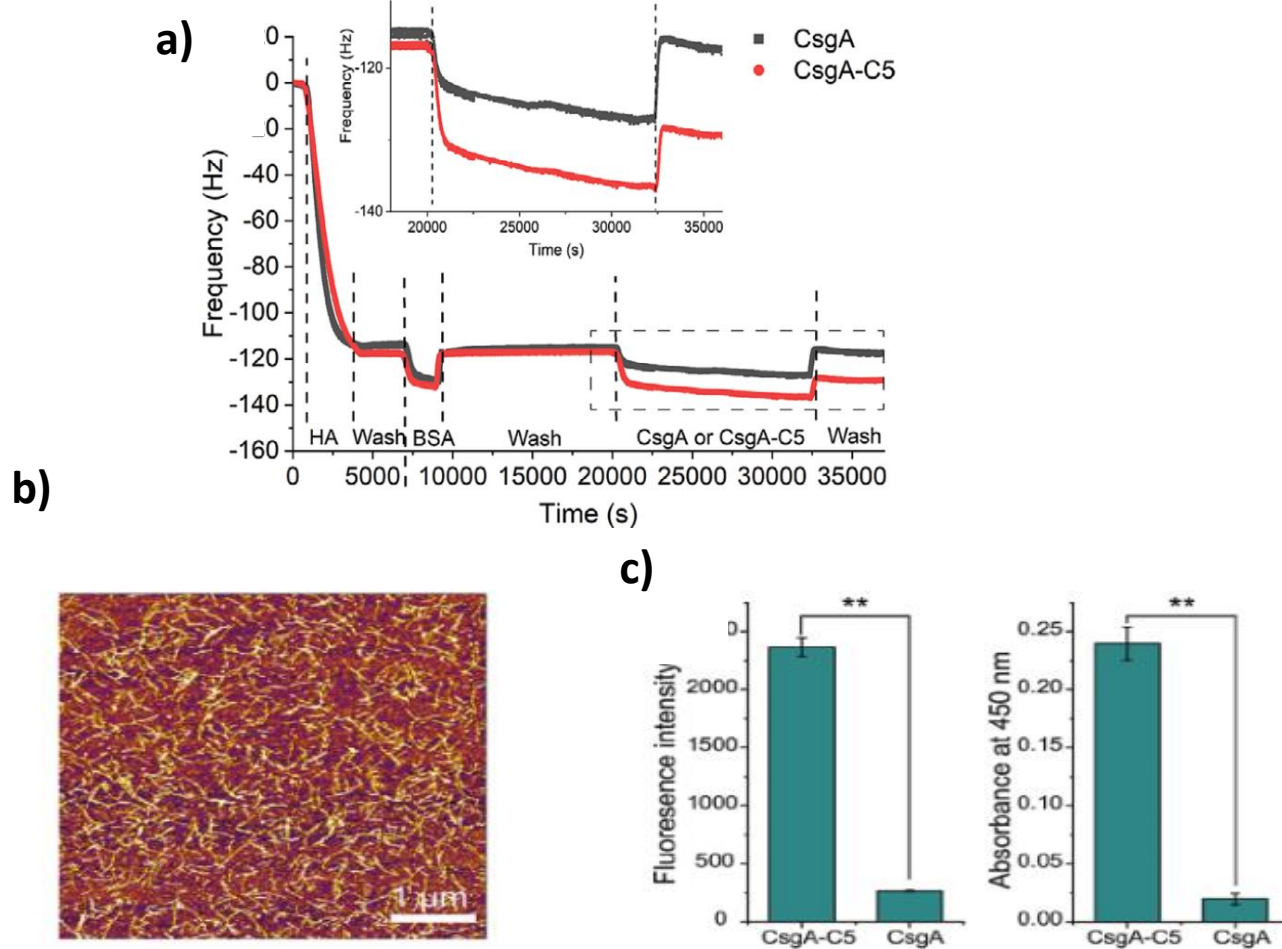 a)
CsgA
CsgA-C5
Frequency (Hz)
-120
-140
20000 25000 30000 35000
Time (s)
Frequency (Hz)
0
0
0
-40
-60
-80
-100
-120
-140
-160
HA Wash BSA Wash CsgA or CsgA-C5 Wash
0 5000 10000 15000 20000 25000 30000 35000
Time (s)
b)
1 μm
c)
Fluoresence intensity
0
2000
1500
1000
500
0
**
CsgA-C5 CsgA
Absorbance at 450 nm
0.25
0.20
0.15
0.10
0.05
0.00
**
CsgA-C5 CsgA